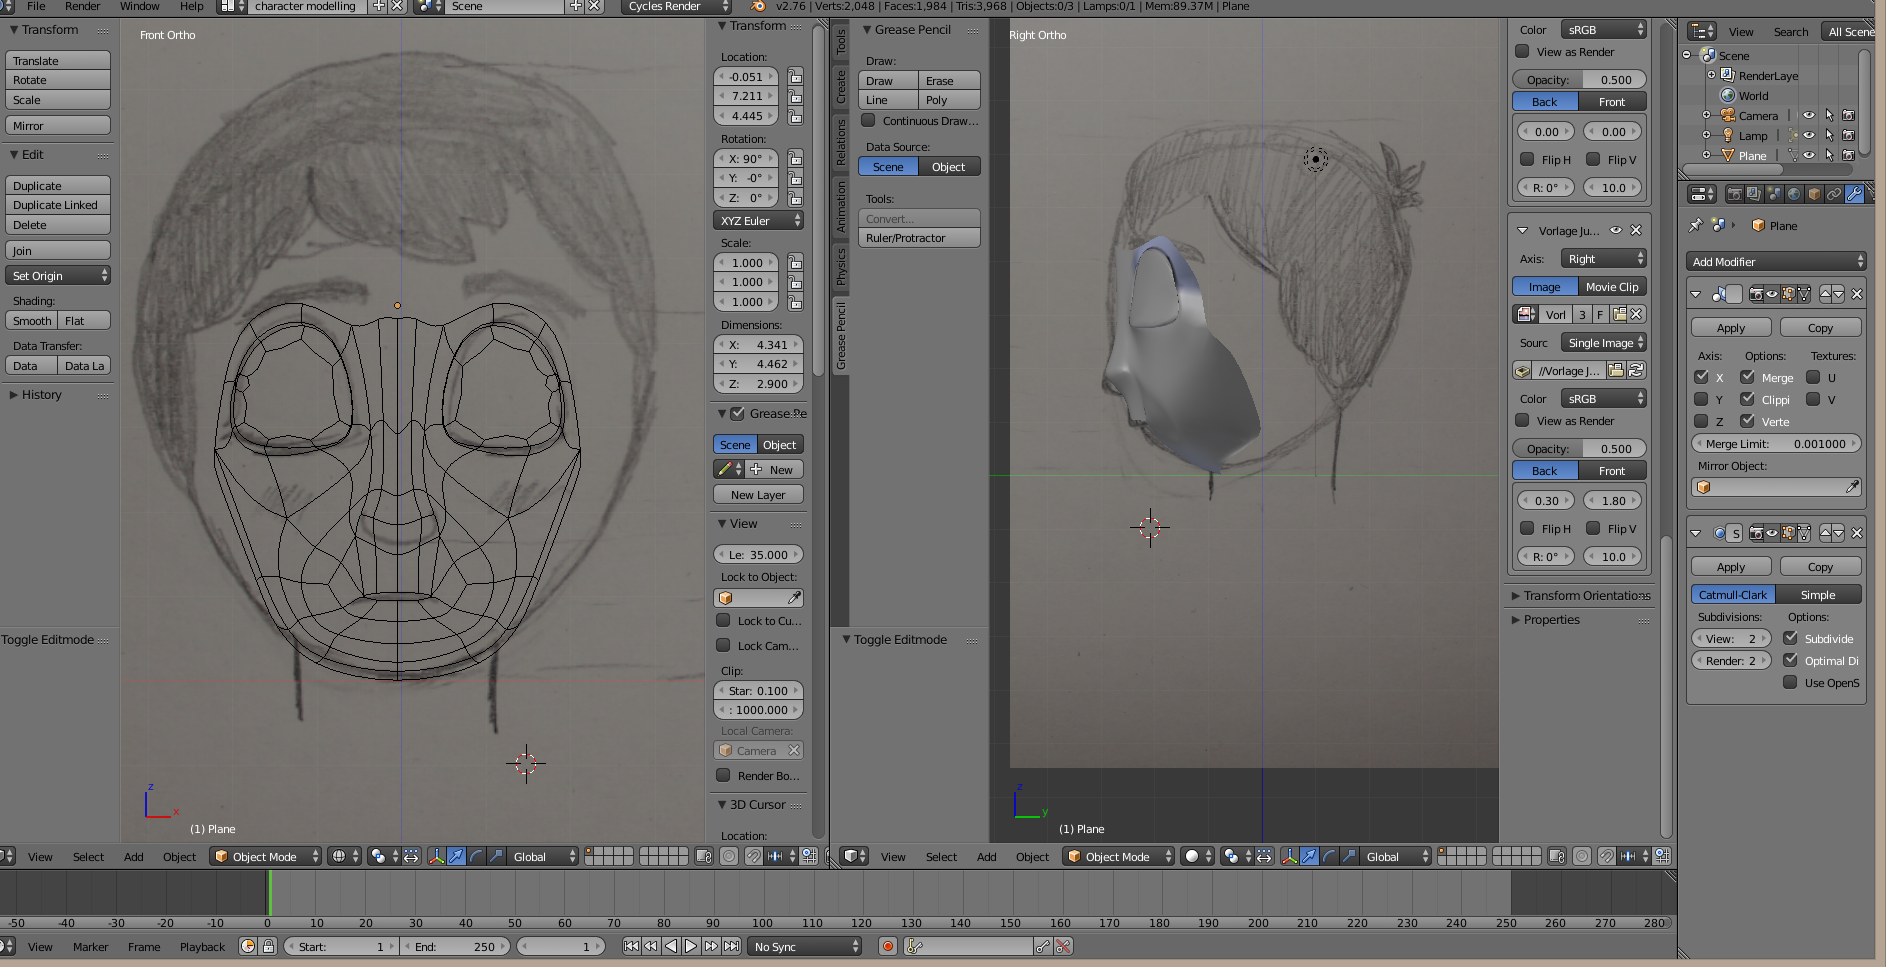 File Render Window Help character modelling Scene Cycles Render v2.76 | Verts:2,048 | Faces:1,984 | Tris:3,968 | Objects:0/3 | Lamps:0/1 | Mem:89.37M | Plane
Transform
Translate
Rotate
Scale
Mirror
Edit
Duplicate
Duplicate Linked
Delete
Join
Set Origin
Shading:
Smooth Flat
Data Transfer:
Data Data La
History
Toggle Editmode
Front Ortho
z
x
(1) Plane
Transform
Location:
-0.051
7.211
4.445
Rotation:
X: 90°
Y: -0°
Z: 0°
XYZ Euler
Scale:
1.000
1.000
1.000
Dimensions:
X: 4.341
Y: 4.462
Z: 2.900
Grease Pe
Scene Object
New
New Layer
View
Le: 35.000
Lock to Object:
Lock to Cu...
Lock Cam...
Clip:
Star: 0.100
: 1000.000
Local Camera:
Camera
Render Bo...
3D Cursor
Location:
Tools
Create
Relations
Animation
Physics
Grease Pencil
Grease Pencil
Draw:
Draw Erase
Line Poly
Continuous Draw...
Data Source:
Scene Object
Tools:
Convert...
Ruler/Protractor
Toggle Editmode
Right Ortho
z
y
(1) Plane
Color sRGB
View as Render
Opacity: 0.500
Back Front
0.00 0.00
Flip H Flip V
R: 0° 10.0
Vorlage Ju...
Axis: Right
Image Movie Clip
Vorl 3 F
Sourc Single Image
//Vorlage J...
Color sRGB
View as Render
Opacity: 0.500
Back Front
0.30 1.80
Flip H Flip V
R: 0° 10.0
Transform Orientations
Properties
View Search All Scene
Scene
RenderLaye
World
Camera
Lamp
Plane
Plane
Add Modifier
Apply Copy
Axis: Options: Textures:
X Merge U
Y Clippi V
Z Verte
Merge Limit: 0.001000
Mirror Object:
S
Apply Copy
Catmull-Clark Simple
Subdivisions: Options:
View: 2 Subdivide
Render: 2 Optimal Di
Use OpenS
View Select Add Object Object Mode Global
View Select Add Object Object Mode Global
-50 -40 -30 -20 -10 0 10 20 30 40 50 60 70 80 90 100 110 120 130 140 150 160 170 180 190 200 210 220 230 240 250 260 270 280
View Marker Frame Playback Start: 1 End: 250 1 No Sync